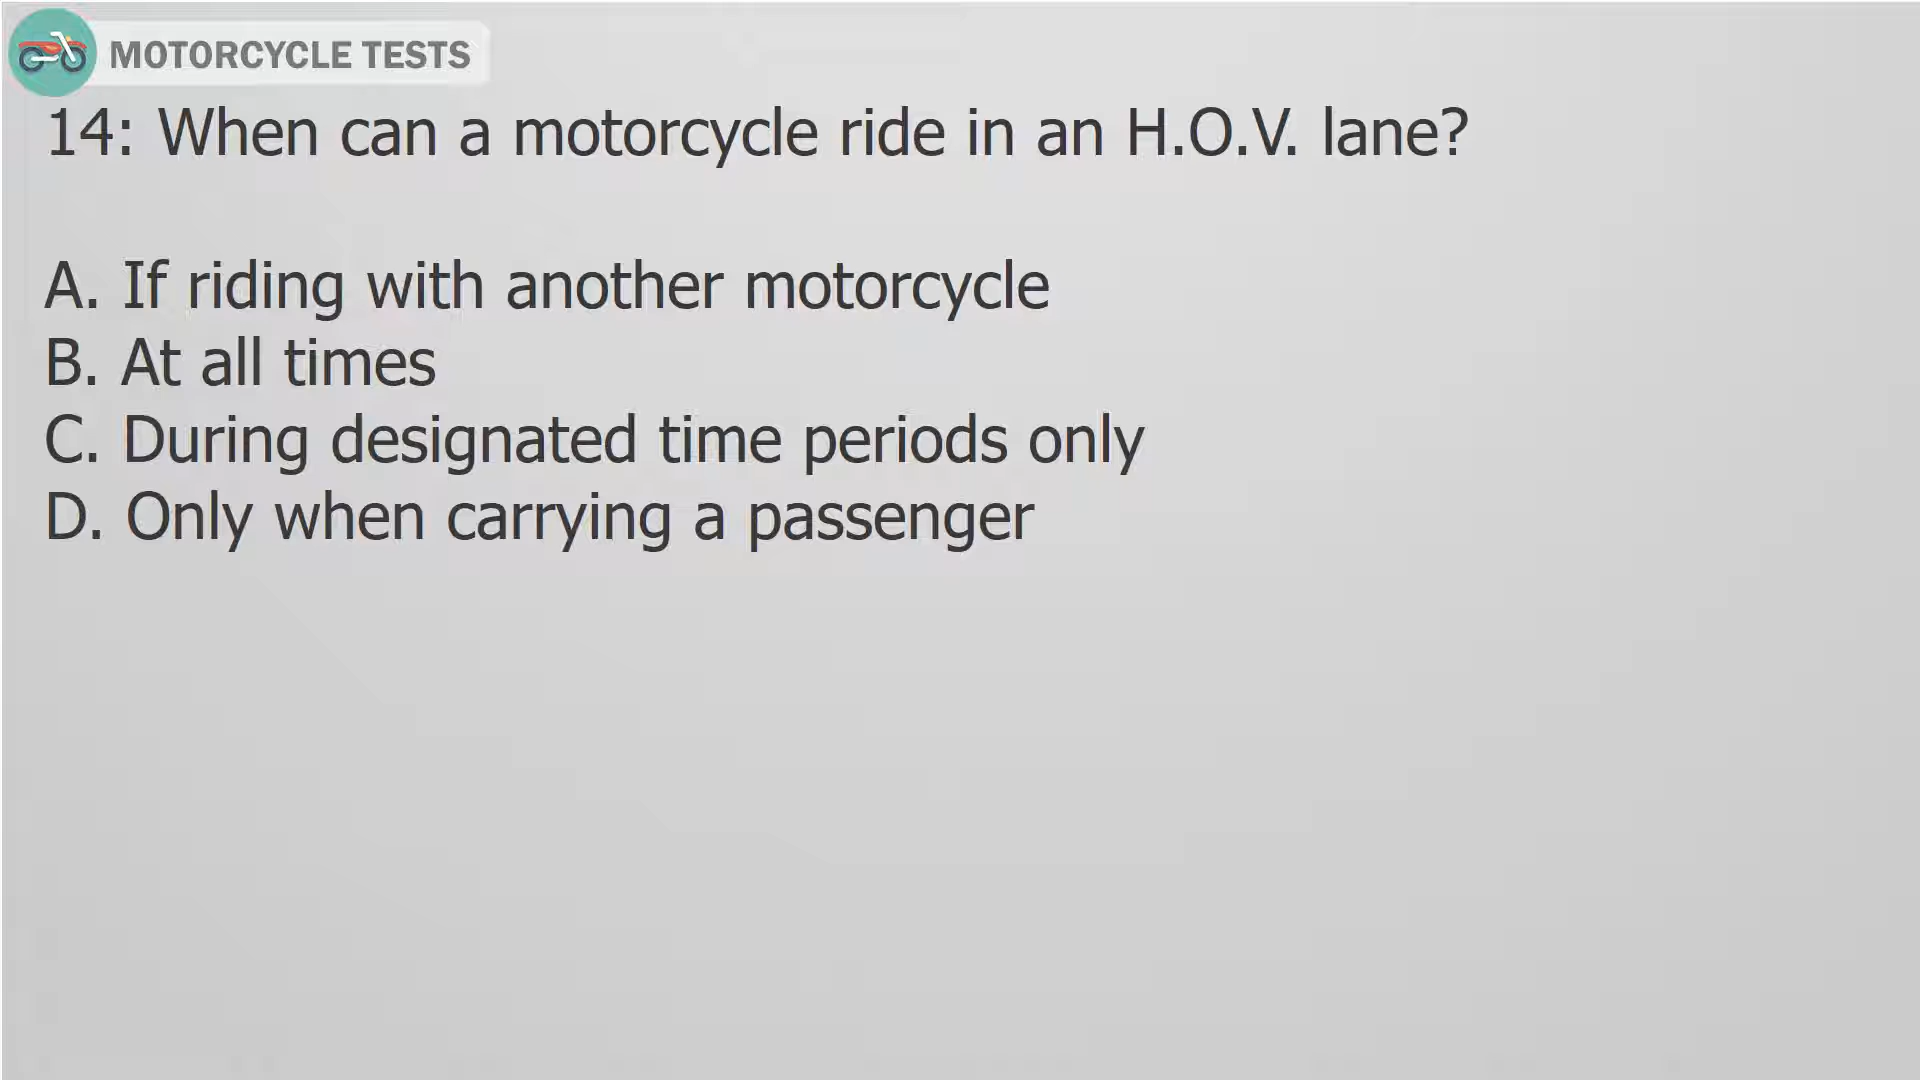 MOTORCYCLE TESTS
14: When can a motorcycle ride in an H.O.V. lane?
A. If riding with another motorcycle
B. At all times
C. During designated time periods only
D. Only when carrying a passenger